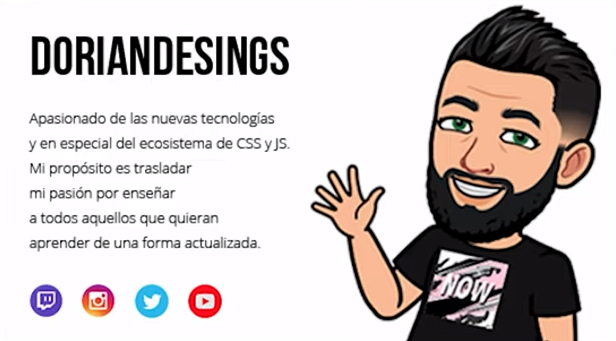 DORIANDESINGS
Apasionado de las nuevas tecnologías
y en especial del ecosistema de CSS y JS.
Mi propósito es trasladar
mi pasión por enseñar
a todos aquellos que quieran
aprender de una forma actualizada.
NOW